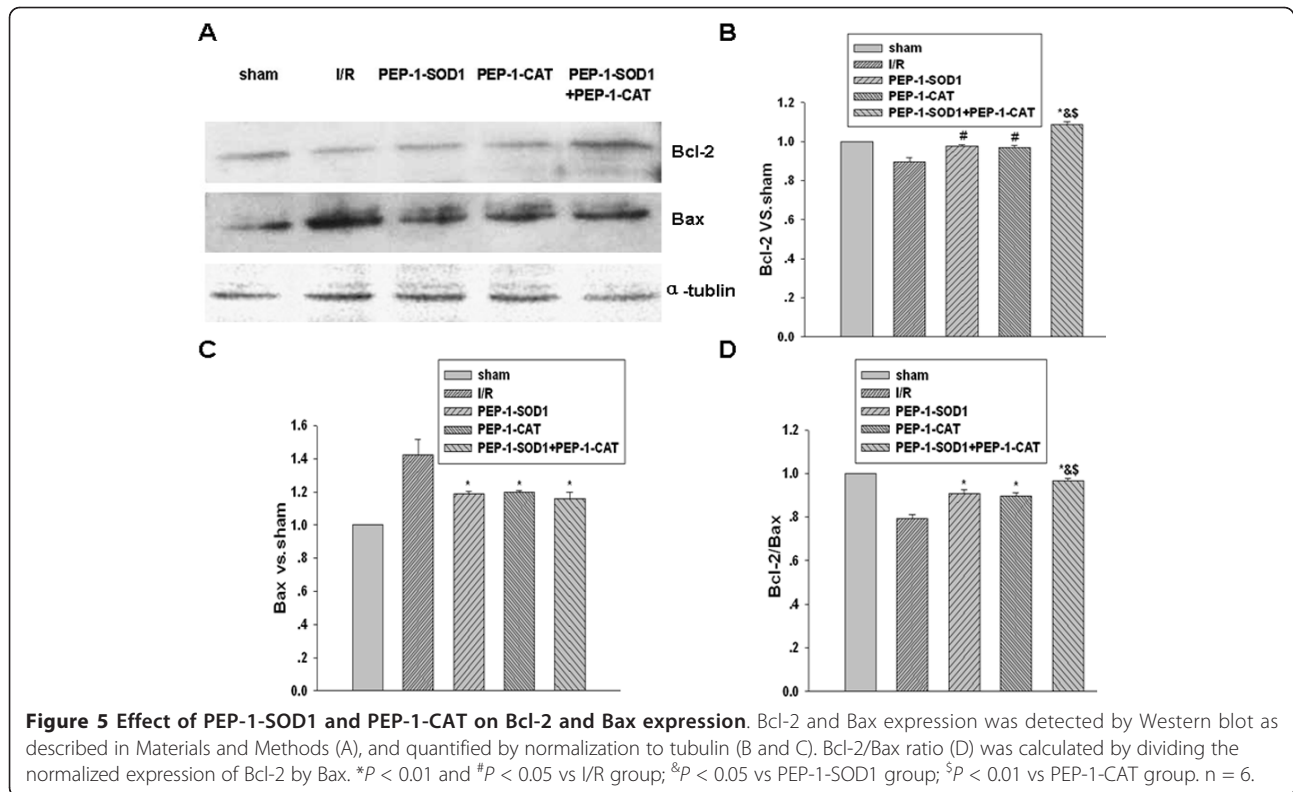 A
sham I/R PEP-1-SOD1 PEP-1-CAT PEP-1-SOD1
+PEP-1-CAT
Bcl-2
Bax
α-tublin
B
sham
I/R
PEP-1-SOD1
PEP-1-CAT
PEP-1-SOD1+PEP-1-CAT
Bcl-2 VS.sham
1.2
1.0
.8
.6
.4
.2
0.0
#
#
*&$
C
sham
I/R
PEP-1-SOD1
PEP-1-CAT
PEP-1-SOD1+PEP-1-CAT
Bax vs.sham
1.6
1.4
1.2
1.0
.8
.6
.4
.2
0.0
*
*
*
D
sham
I/R
PEP-1-SOD1
PEP-1-CAT
PEP-1-SOD1+PEP-1-CAT
Bcl-2/Bax
1.2
1.0
.8
.6
.4
.2
0.0
*
*
*&$
Figure 5 Effect of PEP-1-SOD1 and PEP-1-CAT on Bcl-2 and Bax expression. Bcl-2 and Bax expression was detected by Western blot as
described in Materials and Methods (A), and quantified by normalization to tubulin (B and C). Bcl-2/Bax ratio (D) was calculated by dividing the
normalized expression of Bcl-2 by Bax. *P < 0.01 and #P < 0.05 vs I/R group; &P < 0.05 vs PEP-1-SOD1 group; $P < 0.01 vs PEP-1-CAT group. n = 6.